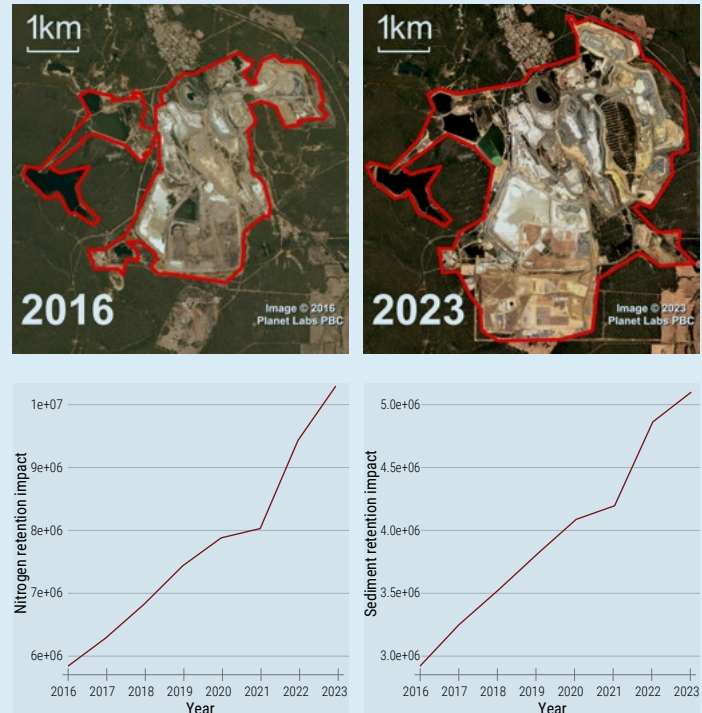 1km
2016
Image © 2016
Planet Labs PBC
1km
2023
Image © 2023
Planet Labs PBC
Nitrogen retention impact
1e+07
9e+06
8e+06
7e+06
6e+06
2016 2017 2018 2019 2020 2021 2022 2023
Year
Sediment retention impact
5.0e+06
4.5e+06
4.0e+06
3.5e+06
3.0e+06
2016 2017 2018 2019 2020 2021 2022 2023
Year